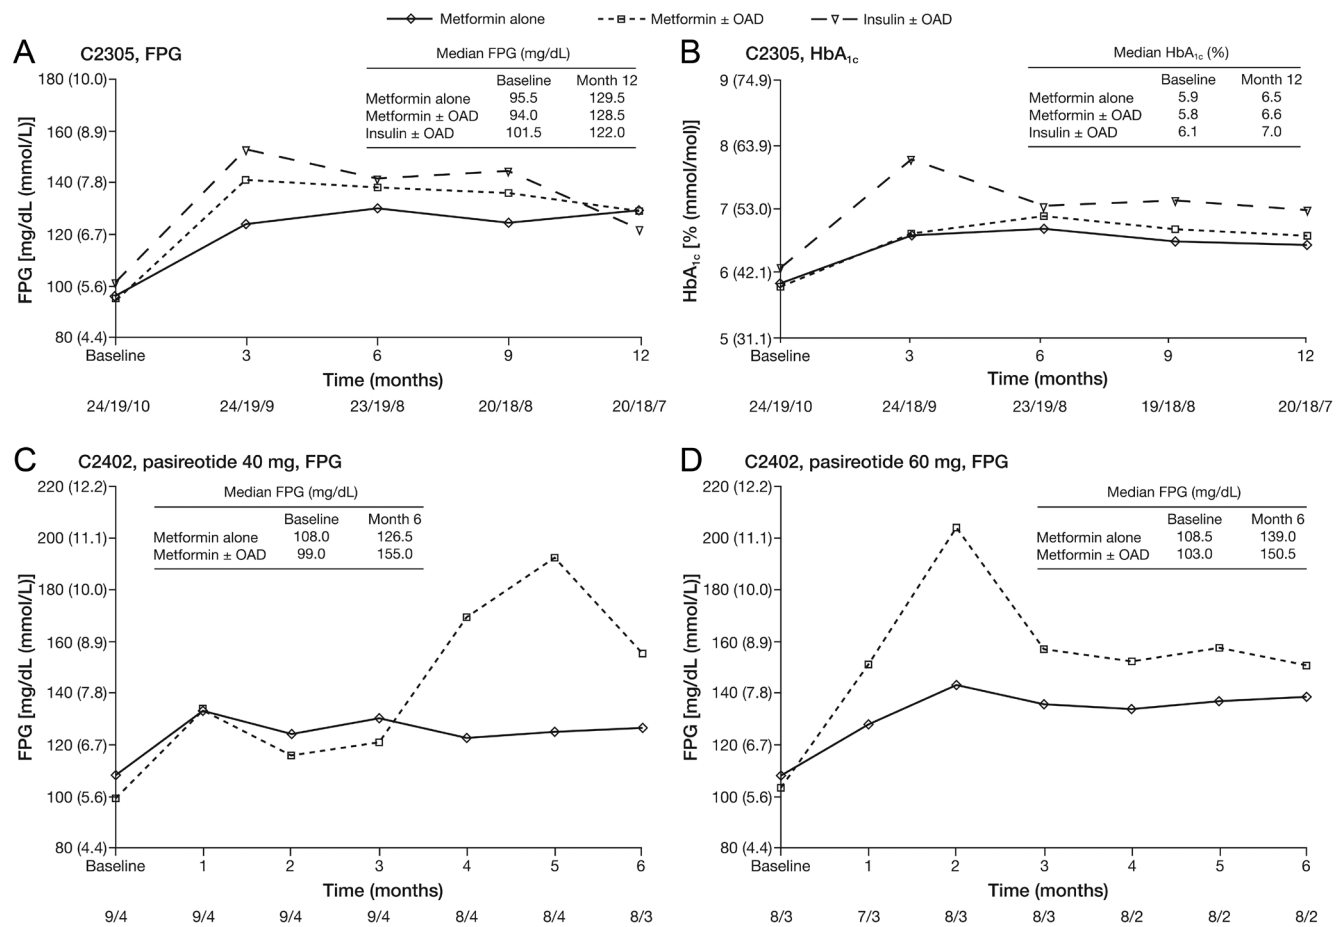 Metformin alone Metformin ± OAD Insulin ± OAD
A C2305, FPG
Median FPG (mg/dL)
Baseline Month 12
Metformin alone 95.5 129.5
Metformin ± OAD 94.0 128.5
Insulin ± OAD 101.5 122.0
FPG [mg/dL (mmol/L)]
180 (10.0)
160 (8.9)
140 (7.8)
120 (6.7)
100 (5.6)
80 (4.4)
Baseline 3 6 9 12
Time (months)
24/19/10 24/19/9 23/19/8 20/18/8 20/18/7
B C2305, HbA1c
Median HbA1c (%)
Baseline Month 12
Metformin alone 5.9 6.5
Metformin ± OAD 5.8 6.6
Insulin ± OAD 6.1 7.0
HbA1c [% (mmol/mol)]
9 (74.9)
8 (63.9)
7 (53.0)
6 (42.1)
5 (31.1)
Baseline 3 6 9 12
Time (months)
24/19/10 24/18/9 23/19/8 19/18/8 20/18/7
C C2402, pasireotide 40 mg, FPG
Median FPG (mg/dL)
Baseline Month 6
Metformin alone 108.0 126.5
Metformin ± OAD 99.0 155.0
FPG [mg/dL (mmol/L)]
220 (12.2)
200 (11.1)
180 (10.0)
160 (8.9)
140 (7.8)
120 (6.7)
100 (5.6)
80 (4.4)
Baseline 1 2 3 4 5 6
Time (months)
9/4 9/4 9/4 9/4 8/4 8/4 8/3
D C2402, pasireotide 60 mg, FPG
Median FPG (mg/dL)
Baseline Month 6
Metformin alone 108.5 139.0
Metformin ± OAD 103.0 150.5
FPG [mg/dL (mmol/L)]
220 (12.2)
200 (11.1)
180 (10.0)
160 (8.9)
140 (7.8)
120 (6.7)
100 (5.6)
80 (4.4)
Baseline 1 2 3 4 5 6
Time (months)
8/3 7/3 8/3 8/3 8/2 8/2 8/2